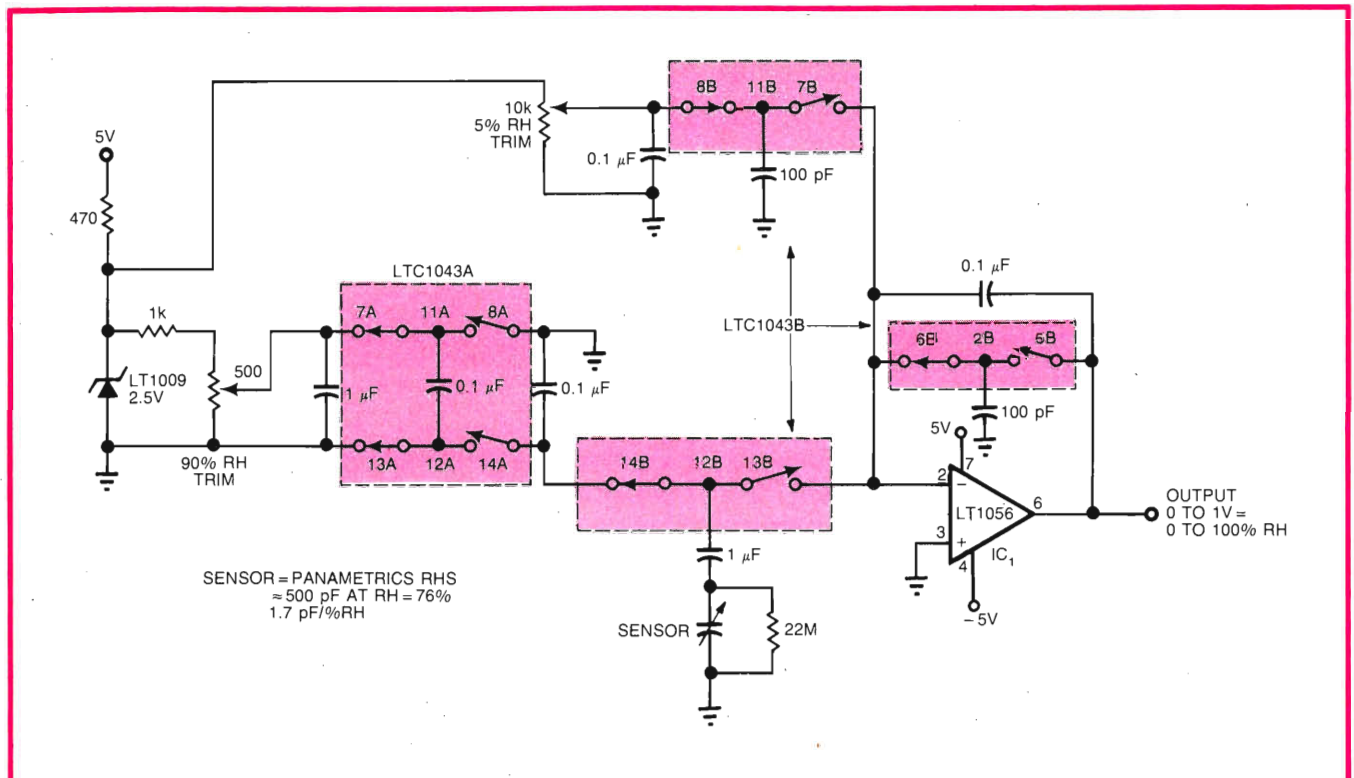 8B 11B 7B
10k
5% RH
TRIM
0.1 µF
100 pF
5V
470
LTC1043A
7A 11A 8A
1k
500
LT1009
2.5V
1 µF
0.1 µF
0.1 µF
13A 12A 14A
90% RH
TRIM
LTC1043B
0.1 µF
6B 2B 5B
100 pF
14B 12B 13B
5V
7
2
−
LT1056
6
3
+
4
IC1
−5V
OUTPUT
0 TO 1V =
0 TO 100% RH
1 µF
SENSOR = PANAMETRICS RHS
≈500 pF AT RH = 76%
1.7 pF/%RH
SENSOR
22M